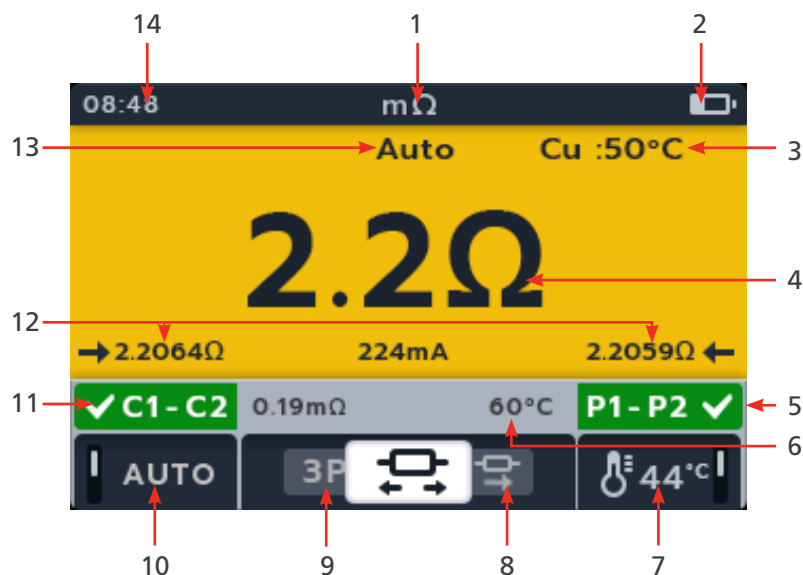 14 1 2
08:48 mΩ
13 Auto Cu :50°C 3
2.2Ω 4
12
➔2.2064Ω 224mA 2.2059Ω←
11 ✓C1-C2 0.19mΩ 60°C P1-P2 ✓ 5
6
AUTO 3P 44°C
10 9 8 7